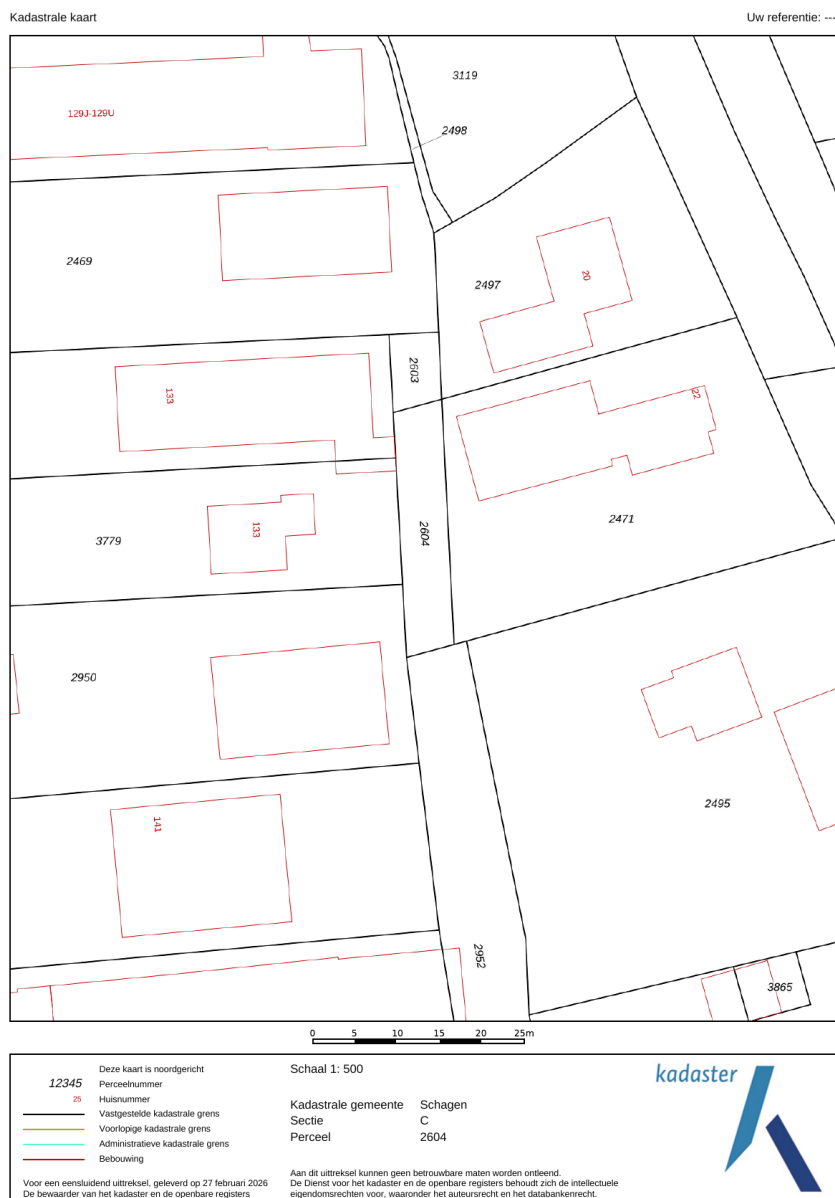 Kadastrale kaart
Uw referentie: ---
3119
129J-129U
2498
2469
2497
20
2603
133
22
2604
2471
3779
133
2950
2495
141
2952
3865
0 5 10 15 20 25m
Deze kaart is noordgericht
12345 Perceelnummer
25 Huisnummer
Vastgestelde kadastrale grens
Voorlopige kadastrale grens
Administratieve kadastrale grens
Bebouwing
Voor een eensluidend uittreksel, geleverd op 27 februari 2026
De bewaarder van het kadaster en de openbare registers
Schaal 1: 500
Kadastrale gemeente Schagen
Sectie C
Perceel 2604
Aan dit uittreksel kunnen geen betrouwbare maten worden ontleend.
De Dienst voor het kadaster en de openbare registers behoudt zich de intellectuele
eigendomsrechten voor, waaronder het auteursrecht en het databankenrecht.
kadaster